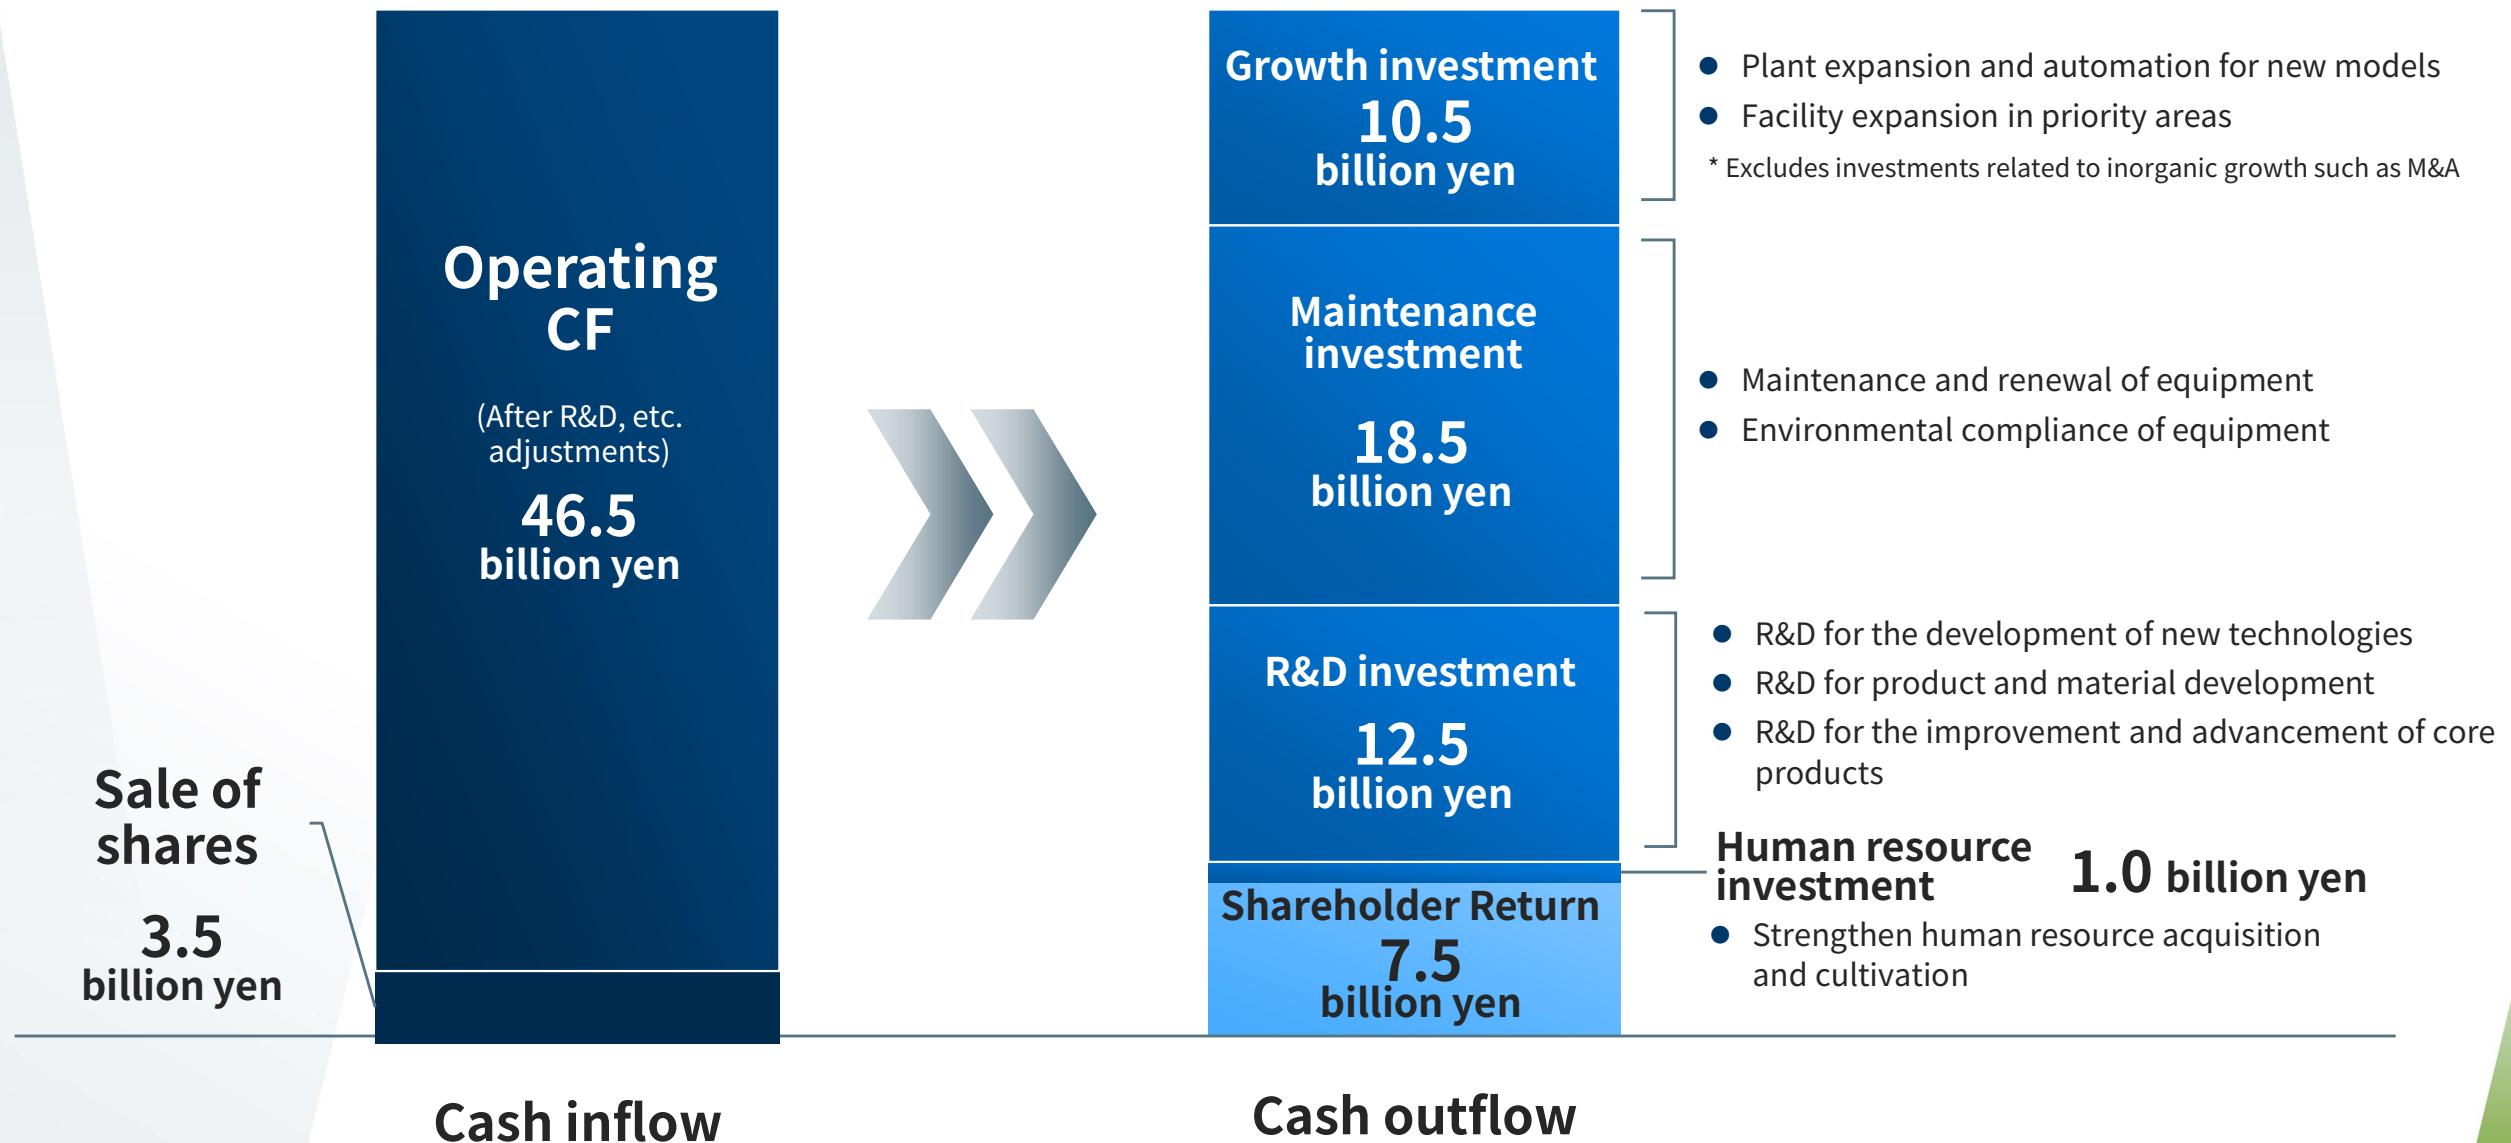 Operating
CF
(After R&D, etc.
adjustments)
46.5
billion yen
Sale of
shares
3.5
billion yen
Cash inflow
Growth investment
10.5
billion yen
Maintenance
investment
18.5
billion yen
R&D investment
12.5
billion yen
Shareholder Return
7.5
billion yen
Cash outflow
● Plant expansion and automation for new models
● Facility expansion in priority areas
* Excludes investments related to inorganic growth such as M&A
● Maintenance and renewal of equipment
● Environmental compliance of equipment
● R&D for the development of new technologies
● R&D for product and material development
● R&D for the improvement and advancement of core
products
Human resource
investment
1.0 billion yen
● Strengthen human resource acquisition
and cultivation